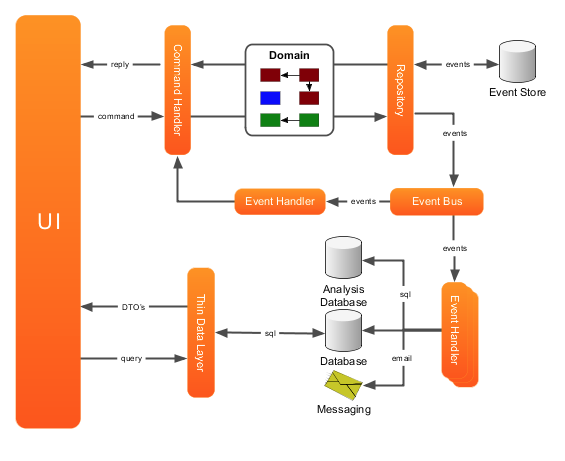 UI
reply
command
Command Handler
Domain
Repository
events
Event Store
events
Event Handler
events
Event Bus
events
Analysis
Database
sql
Event Handler
DTO's
Thin Data Layer
sql
Database
query
email
Messaging